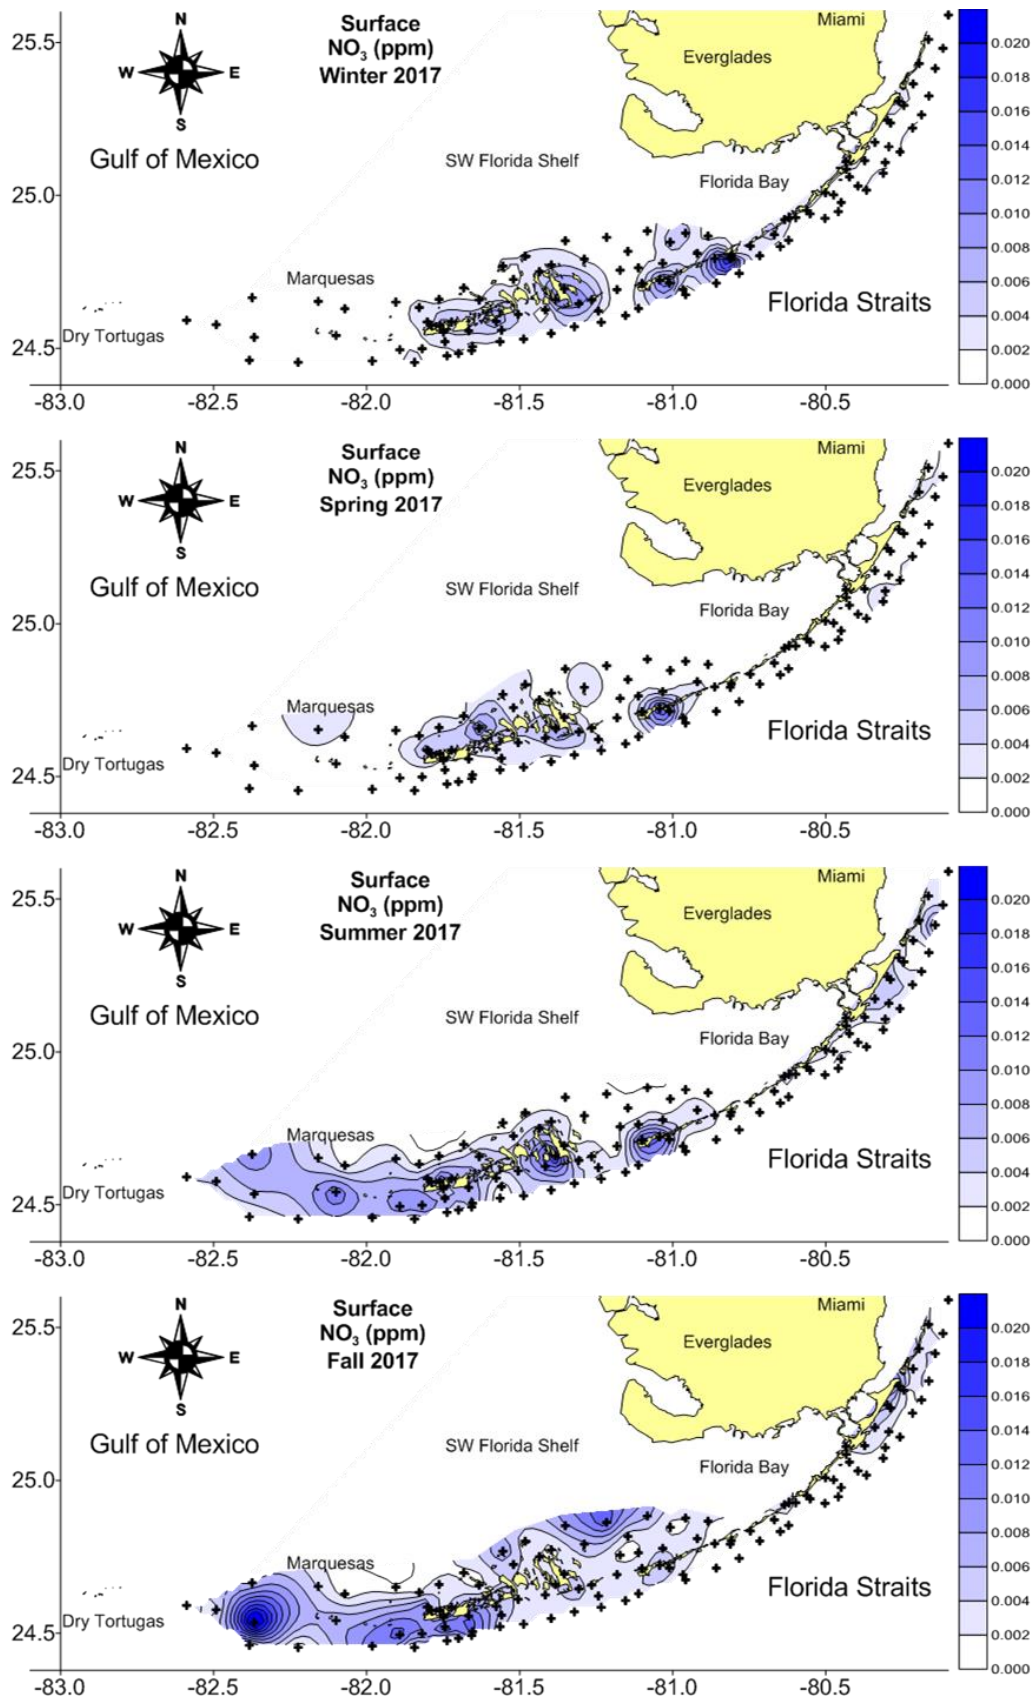 Surface
NO3 (ppm)
Winter 2017
N
W E
S
Gulf of Mexico
SW Florida Shelf
Everglades
Miami
Florida Bay
Marquesas
Dry Tortugas
Florida Straits
25.5
25.0
24.5
-83.0 -82.5 -82.0 -81.5 -81.0 -80.5
0.020
0.018
0.016
0.014
0.012
0.010
0.008
0.006
0.004
0.002
0.000
Surface
NO3 (ppm)
Spring 2017
N
W E
S
Gulf of Mexico
SW Florida Shelf
Everglades
Miami
Florida Bay
Marquesas
Dry Tortugas
Florida Straits
25.5
25.0
24.5
-83.0 -82.5 -82.0 -81.5 -81.0 -80.5
0.020
0.018
0.016
0.014
0.012
0.010
0.008
0.006
0.004
0.002
0.000
Surface
NO3 (ppm)
Summer 2017
N
W E
S
Gulf of Mexico
SW Florida Shelf
Everglades
Miami
Florida Bay
Marquesas
Dry Tortugas
Florida Straits
25.5
25.0
24.5
-83.0 -82.5 -82.0 -81.5 -81.0 -80.5
0.020
0.018
0.016
0.014
0.012
0.010
0.008
0.006
0.004
0.002
0.000
Surface
NO3 (ppm)
Fall 2017
N
W E
S
Gulf of Mexico
SW Florida Shelf
Everglades
Miami
Florida Bay
Marquesas
Dry Tortugas
Florida Straits
25.5
25.0
24.5
-83.0 -82.5 -82.0 -81.5 -81.0 -80.5
0.020
0.018
0.016
0.014
0.012
0.010
0.008
0.006
0.004
0.002
0.000